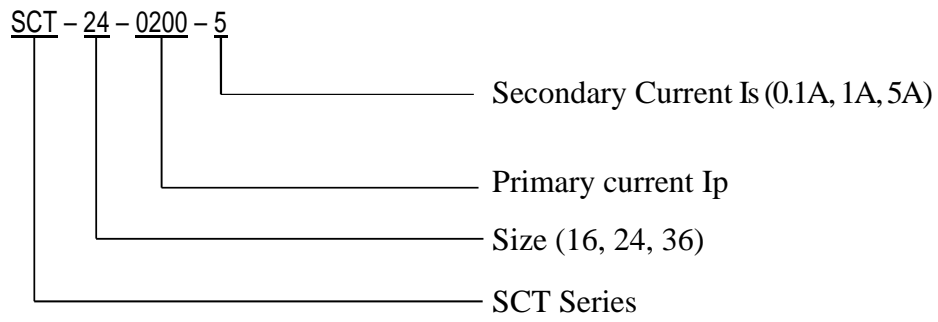 SCT – 24 – 0200 – 5
Secondary Current Is (0.1A, 1A, 5A)
Primary current Ip
Size (16, 24, 36)
SCT Series